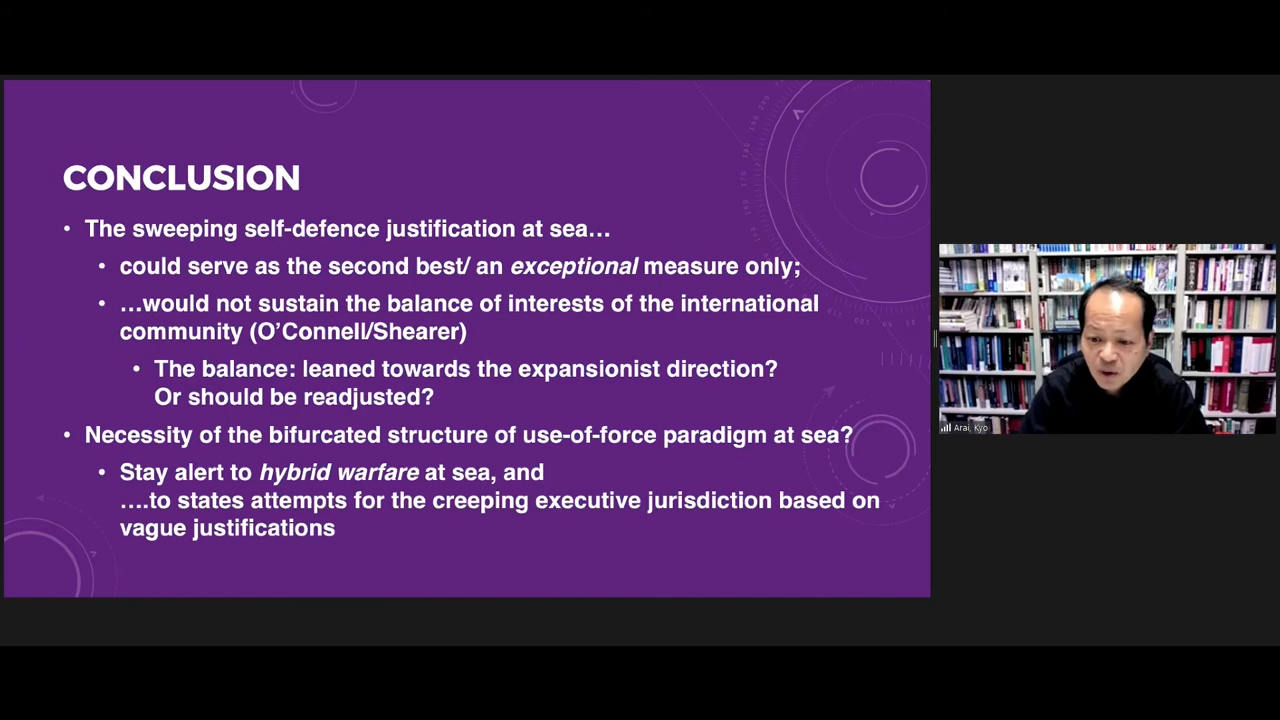 CONCLUSION
• The sweeping self-defence justification at sea…
• could serve as the second best/ an exceptional measure only;
• …would not sustain the balance of interests of the international
community (O’Connell/Shearer)
• The balance: leaned towards the expansionist direction?
Or should be readjusted?
• Necessity of the bifurcated structure of use-of-force paradigm at sea?
• Stay alert to hybrid warfare at sea, and
….to states attempts for the creeping executive jurisdiction based on
vague justifications
Arai, Kyo